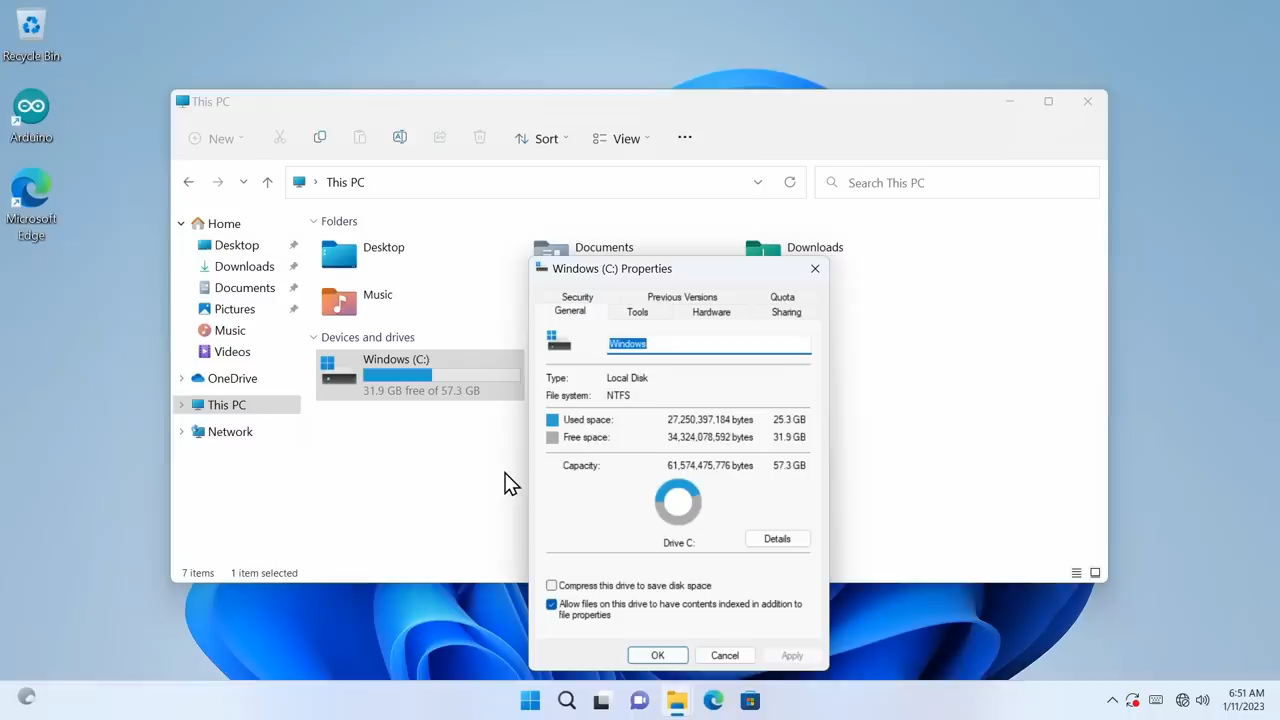 Recycle Bin
Arduino
Microsoft
Edge
This PC
New
Sort
View
This PC
Search This PC
Home
Desktop
Downloads
Documents
Pictures
Music
Videos
OneDrive
This PC
Network
Folders
Desktop
Documents
Downloads
Music
Devices and drives
Windows (C:)
31.9 GB free of 57.3 GB
7 items 1 item selected
Windows (C:) Properties
Security Previous Versions Quota
General Tools Hardware Sharing
Windows
Type: Local Disk
File system: NTFS
Used space: 27,250,397,184 bytes 25.3 GB
Free space: 34,324,078,592 bytes 31.9 GB
Capacity: 61,574,475,776 bytes 57.3 GB
Drive C:
Details
Compress this drive to save disk space
Allow files on this drive to have contents indexed in addition to
file properties
OK Cancel Apply
6:51 AM
1/11/2023